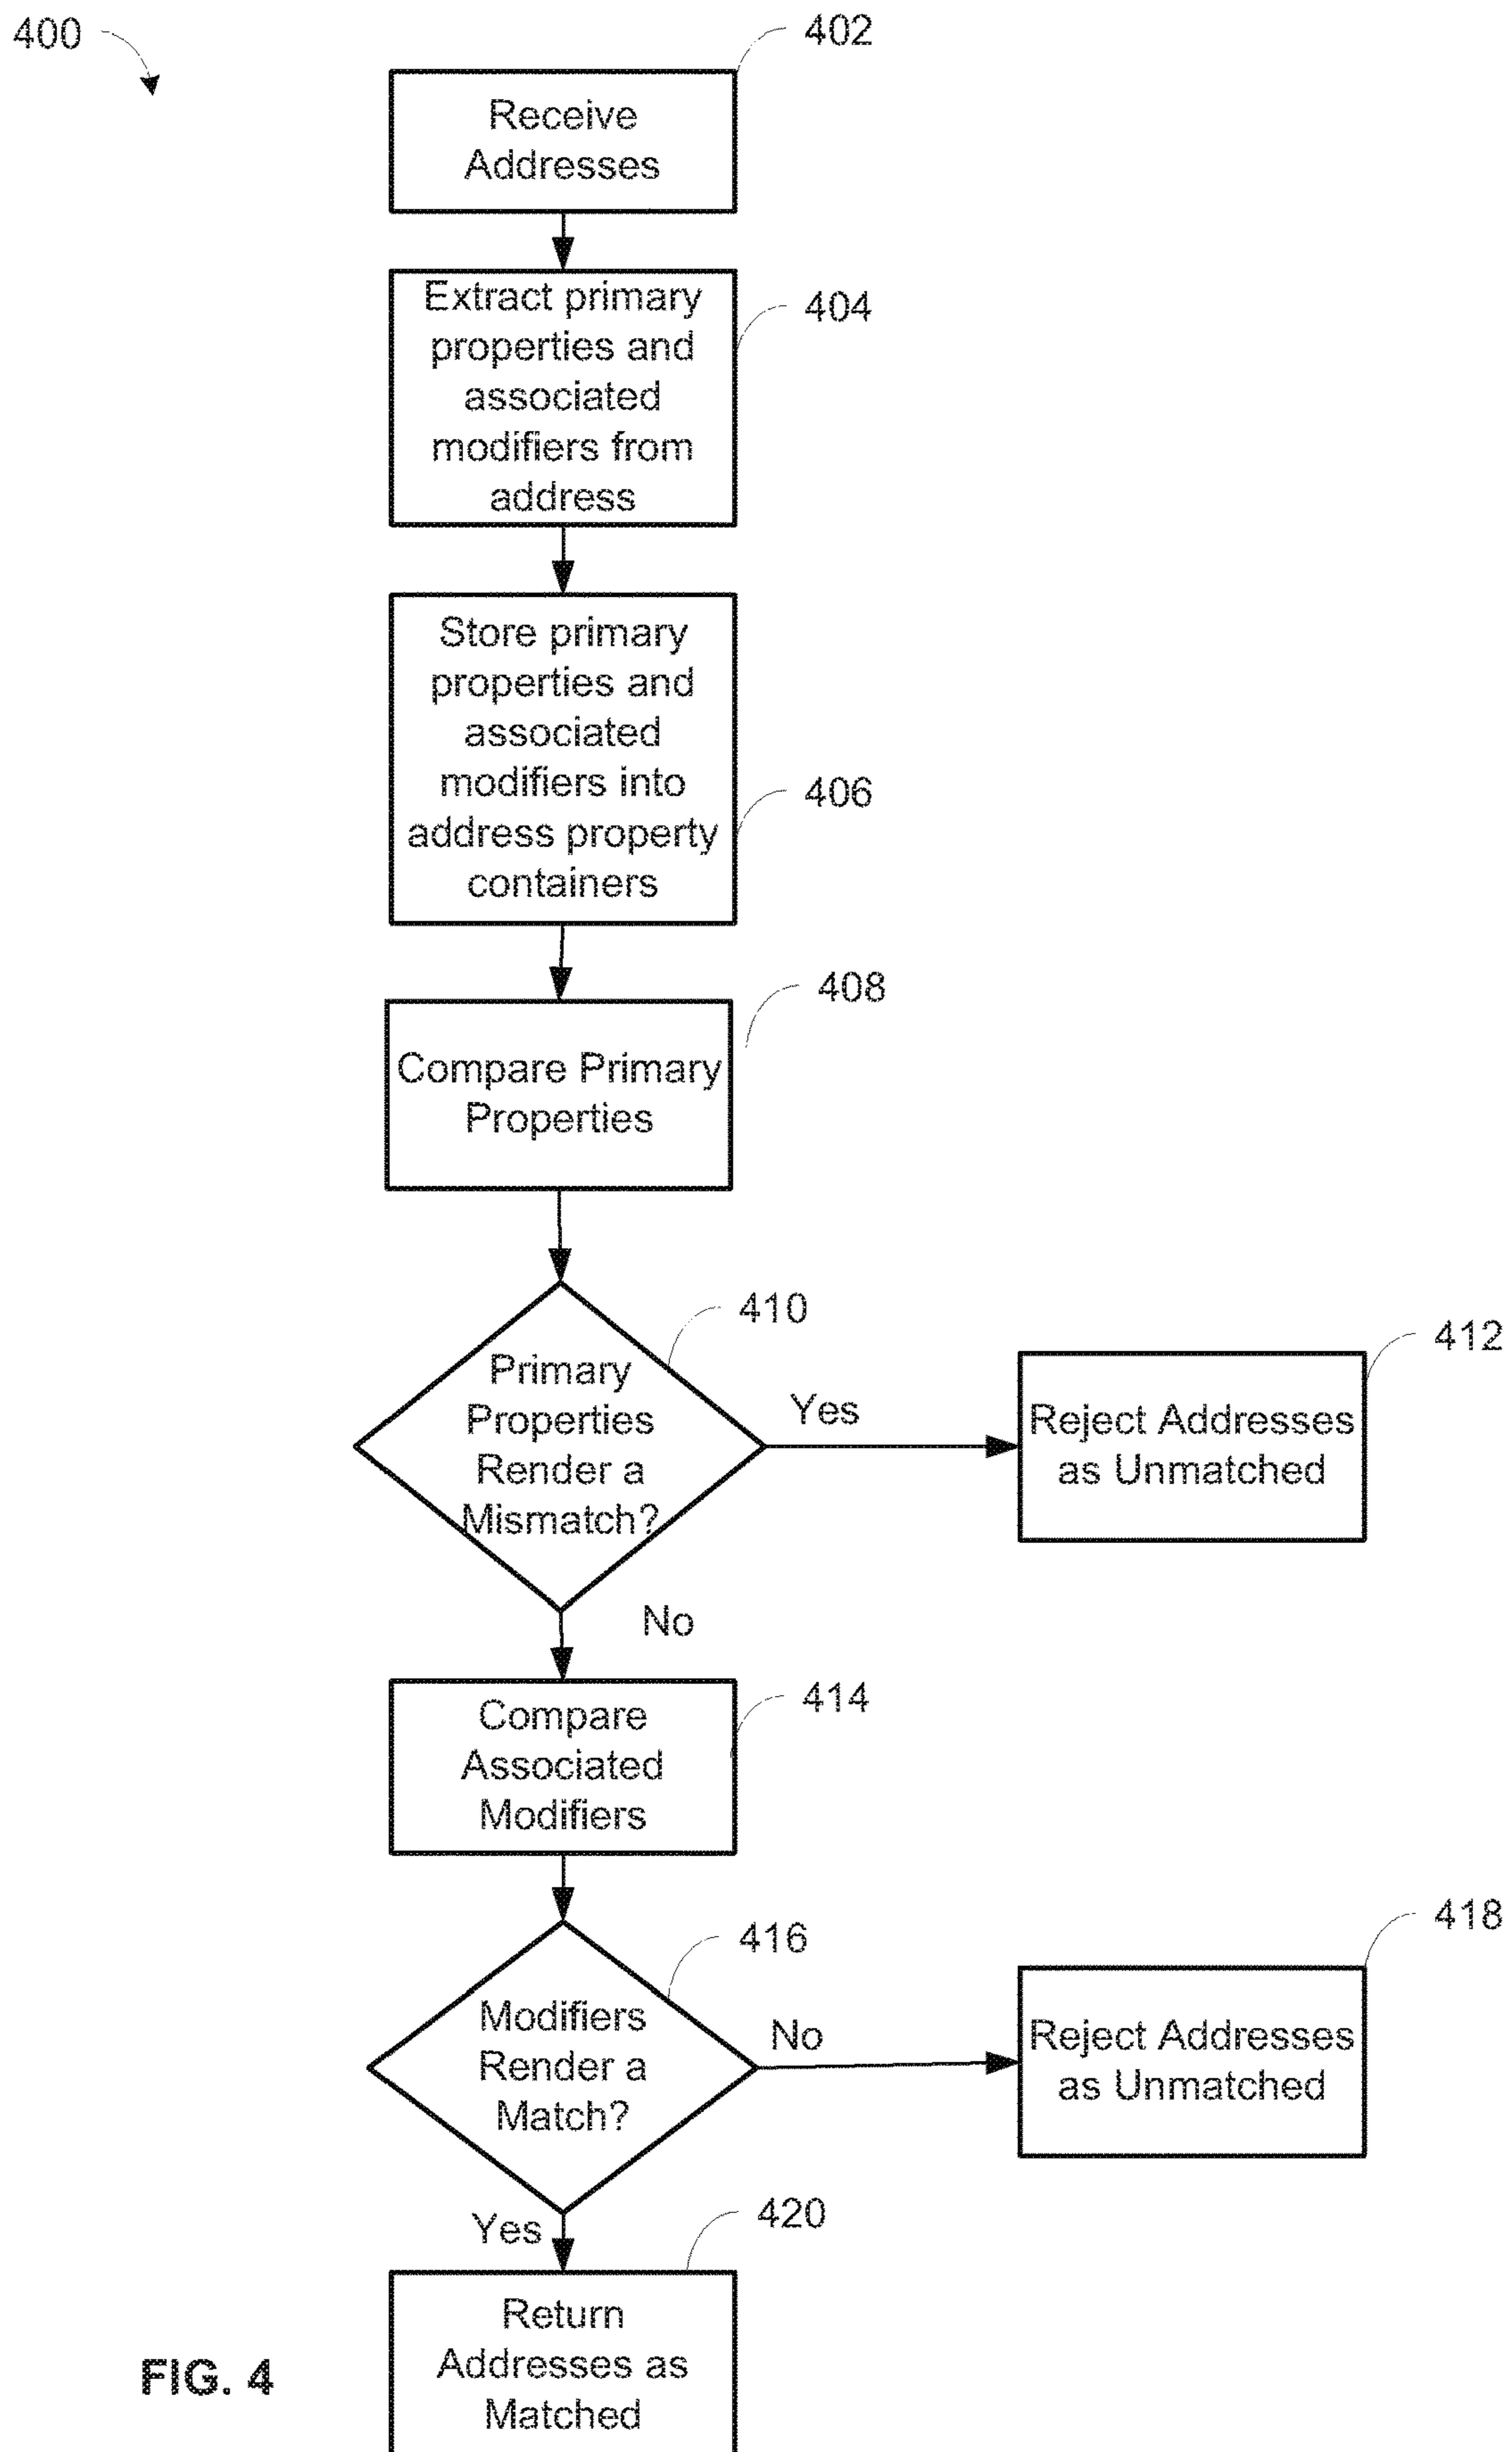 400
402
Receive
Addresses
Extract primary
properties and
associated
modifiers from
address
404
Store primary
properties and
associated
modifiers into
address property
containers
406
408
Compare Primary
Properties
410
Primary
Properties
Render a
Mismatch?
Yes
412
Reject Addresses
as Unmatched
No
414
Compare
Associated
Modifiers
416
Modifiers
Render a
Match?
No
418
Reject Addresses
as Unmatched
Yes
420
Return
Addresses as
Matched
FIG. 4